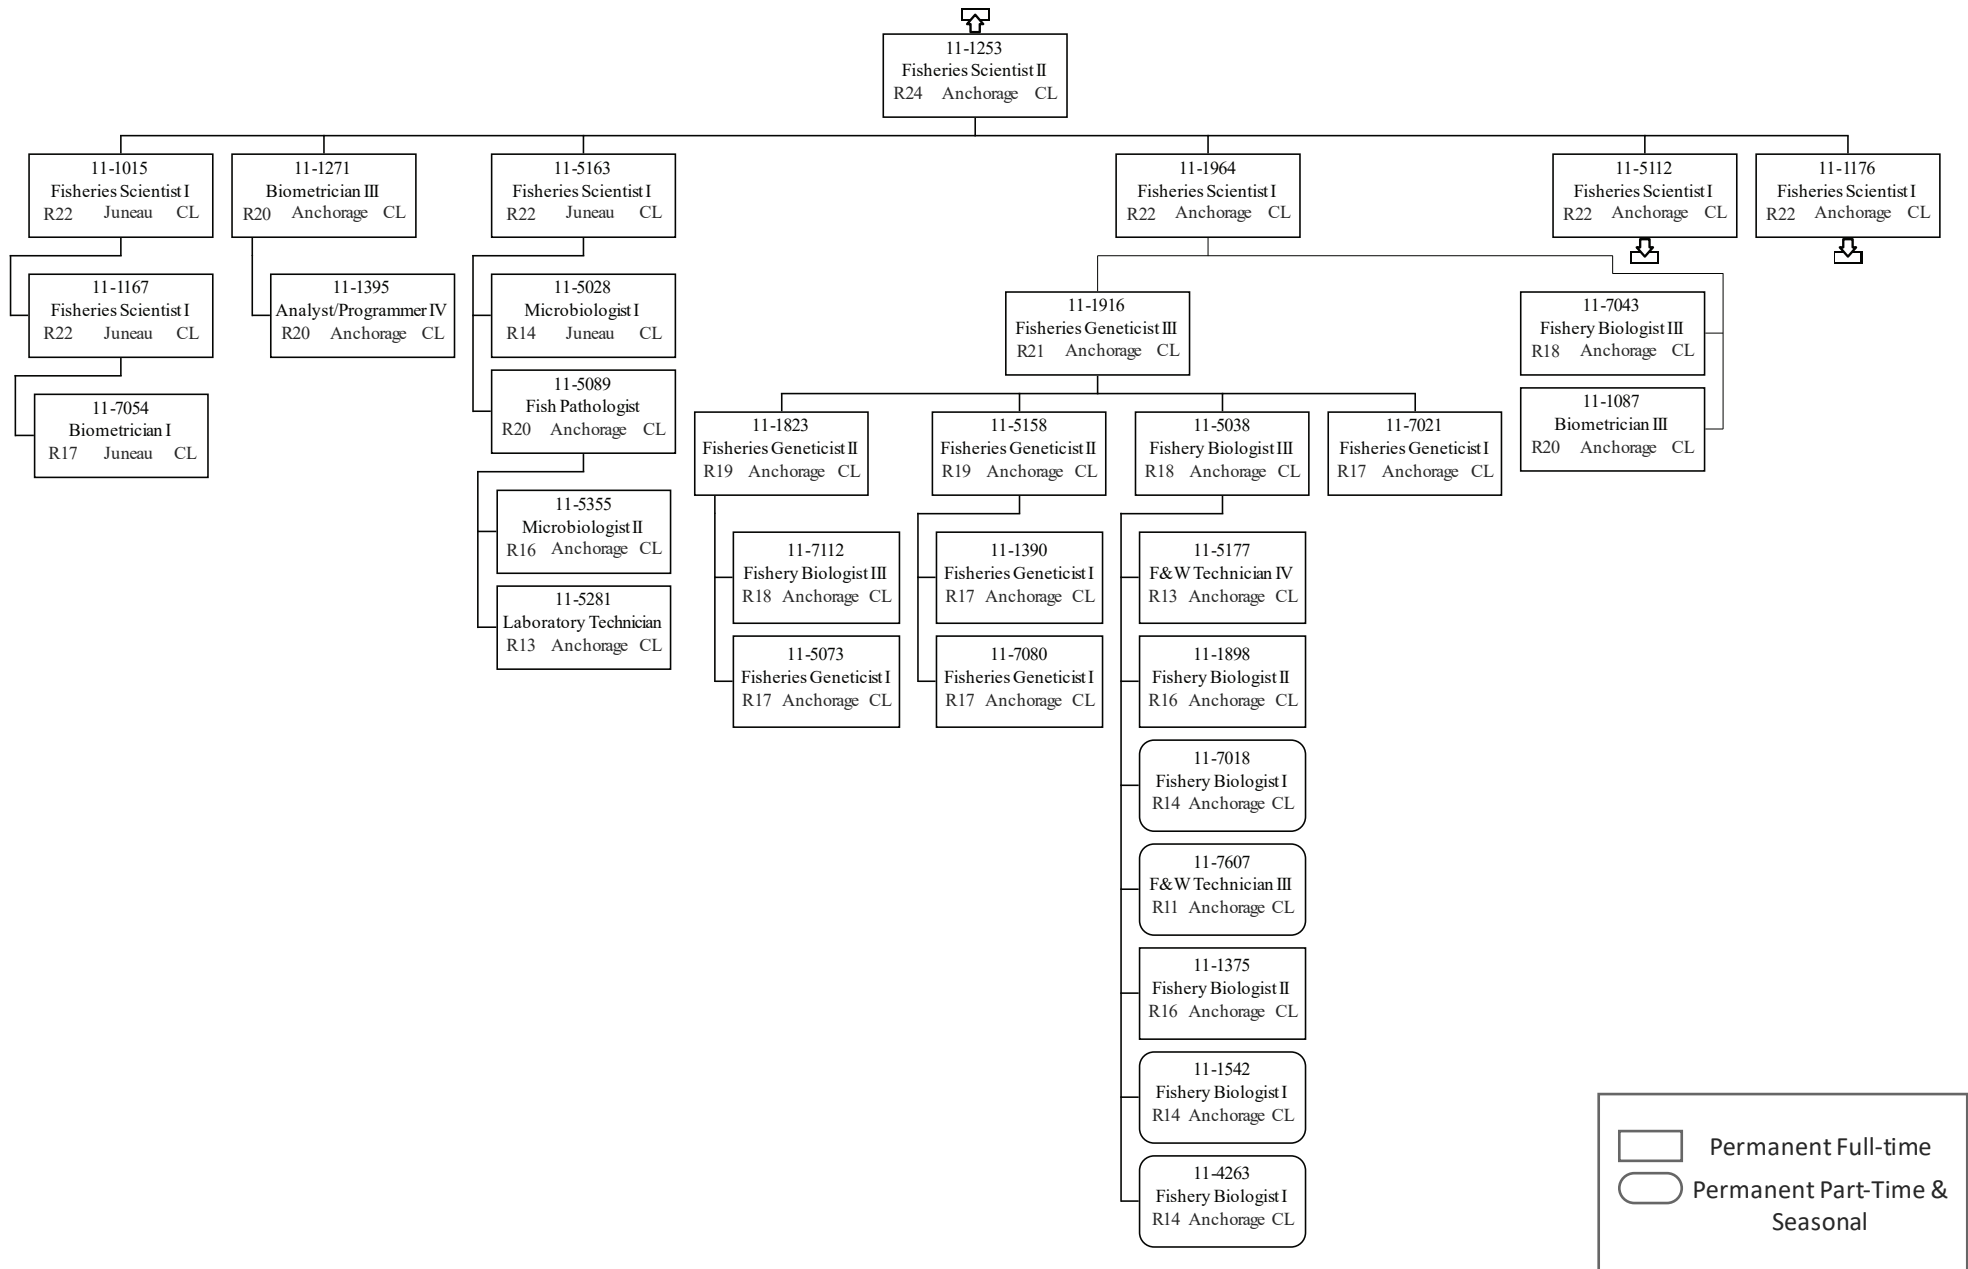 11-1253
Fisheries Scientist II
R24 Anchorage CL
11-1015
Fisheries Scientist I
R22 Juneau CL
11-1271
Biometrician III
R20 Anchorage CL
11-5163
Fisheries Scientist I
R22 Juneau CL
11-1964
Fisheries Scientist I
R22 Anchorage CL
11-5112
Fisheries Scientist I
R22 Anchorage CL
11-1176
Fisheries Scientist I
R22 Anchorage CL
11-1167
Fisheries Scientist I
R22 Juneau CL
11-7054
Biometrician I
R17 Juneau CL
11-1395
Analyst/Programmer IV
R20 Anchorage CL
11-5028
Microbiologist I
R14 Juneau CL
11-5089
Fish Pathologist
R20 Anchorage CL
11-5355
Microbiologist II
R16 Anchorage CL
11-5281
Laboratory Technician
R13 Anchorage CL
11-1916
Fisheries Geneticist III
R21 Anchorage CL
11-7043
Fishery Biologist III
R18 Anchorage CL
11-1087
Biometrician III
R20 Anchorage CL
11-1823
Fisheries Geneticist II
R19 Anchorage CL
11-5158
Fisheries Geneticist II
R19 Anchorage CL
11-5038
Fishery Biologist III
R18 Anchorage CL
11-7021
Fisheries Geneticist I
R17 Anchorage CL
11-7112
Fishery Biologist III
R18 Anchorage CL
11-5073
Fisheries Geneticist I
R17 Anchorage CL
11-1390
Fisheries Geneticist I
R17 Anchorage CL
11-7080
Fisheries Geneticist I
R17 Anchorage CL
11-5177
F&W Technician IV
R13 Anchorage CL
11-1898
Fishery Biologist II
R16 Anchorage CL
11-7018
Fishery Biologist I
R14 Anchorage CL
11-7607
F&W Technician III
R11 Anchorage CL
11-1375
Fishery Biologist II
R16 Anchorage CL
11-1542
Fishery Biologist I
R14 Anchorage CL
11-4263
Fishery Biologist I
R14 Anchorage CL
Permanent Full-time
Permanent Part-Time &
Seasonal